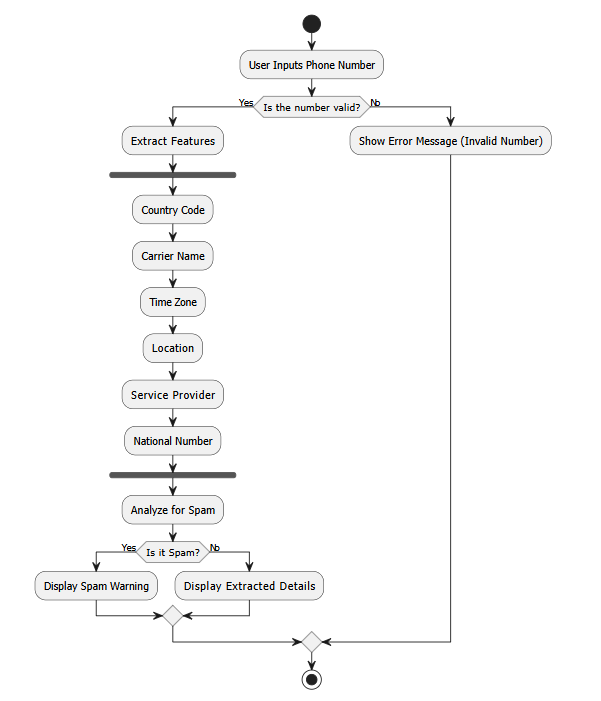 User Inputs Phone Number
Yes
Is the number valid?
No
Extract Features
Show Error Message (Invalid Number)
Country Code
Carrier Name
Time Zone
Location
Service Provider
National Number
Analyze for Spam
Yes
Is it Spam?
No
Display Spam Warning
Display Extracted Details